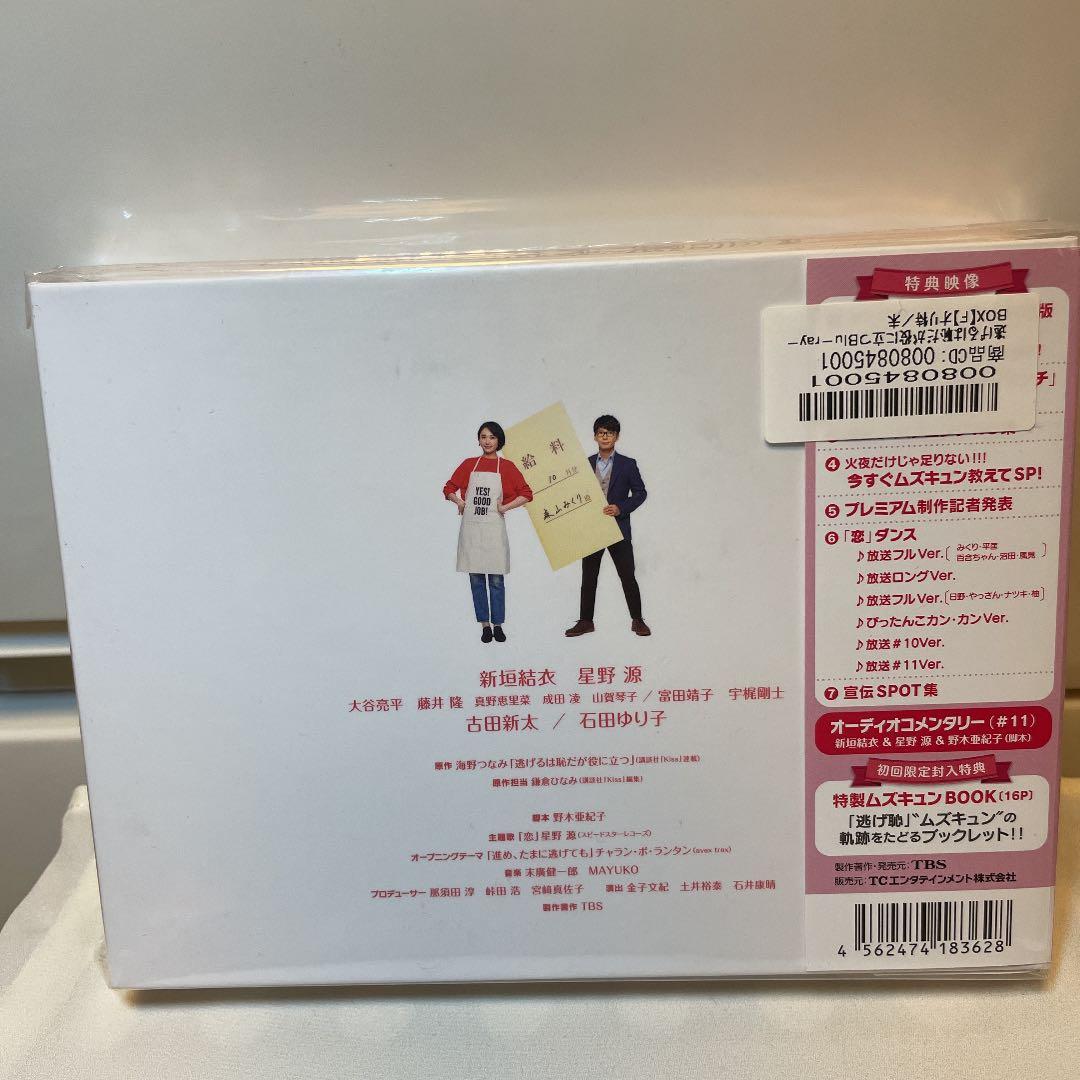 給料
10 月分
森山みくり 殿
YES!
GOOD
JOB!
新垣結衣 星野 源
大谷亮平 藤井 隆 真野恵里菜 成田 凌 山賀琴子／富田靖子 宇梶剛士
古田新太 ／ 石田ゆり子
原作 海野つなみ「逃げるは恥だが役に立つ」(講談社「Kiss」連載)
原作担当 鎌倉ひなみ(講談社「Kiss」編集)
脚本 野木亜紀子
主題歌 「恋」星野 源(スピードスターレコーズ)
オープニングテーマ「進め、たまに逃げても」チャラン・ポ・ランタン(avex trax)
音楽 末廣健一郎 MAYUKO
プロデューサー 那須田 淳 峠田 浩 宮﨑真佐子 演出 金子文紀 土井裕泰 石井康晴
製作著作 TBS
特典映像
版
!
チ」
0080845001
商品CD: 0080845001
逃げるは恥だが役に立つBlu－ray－
BOX【F】オリ特／末
④ 火夜だけじゃ足りない!!!
今すぐムズキュン教えてSP!
⑤ プレミアム制作記者発表
⑥ 「恋」ダンス
♪放送フルVer.[みくり・平匡
百合ちゃん・沼田・風見]
♪放送ロングVer.
♪放送フルVer.[日野・やっさん・ナツキ・柚]
♪ぴったんこカン・カンVer.
♪放送＃10Ver.
♪放送＃11Ver.
⑦ 宣伝SPOT集
オーディオコメンタリー(＃11)
新垣結衣 & 星野 源 & 野木亜紀子(脚本)
初回限定封入特典
特製ムズキュンBOOK〔16P〕
「逃げ恥」“ムズキュン”の
軌跡をたどるブックレット!!
製作著作・発売元: TBS
販売元: TCエンタテインメント株式会社
4 562474 183628